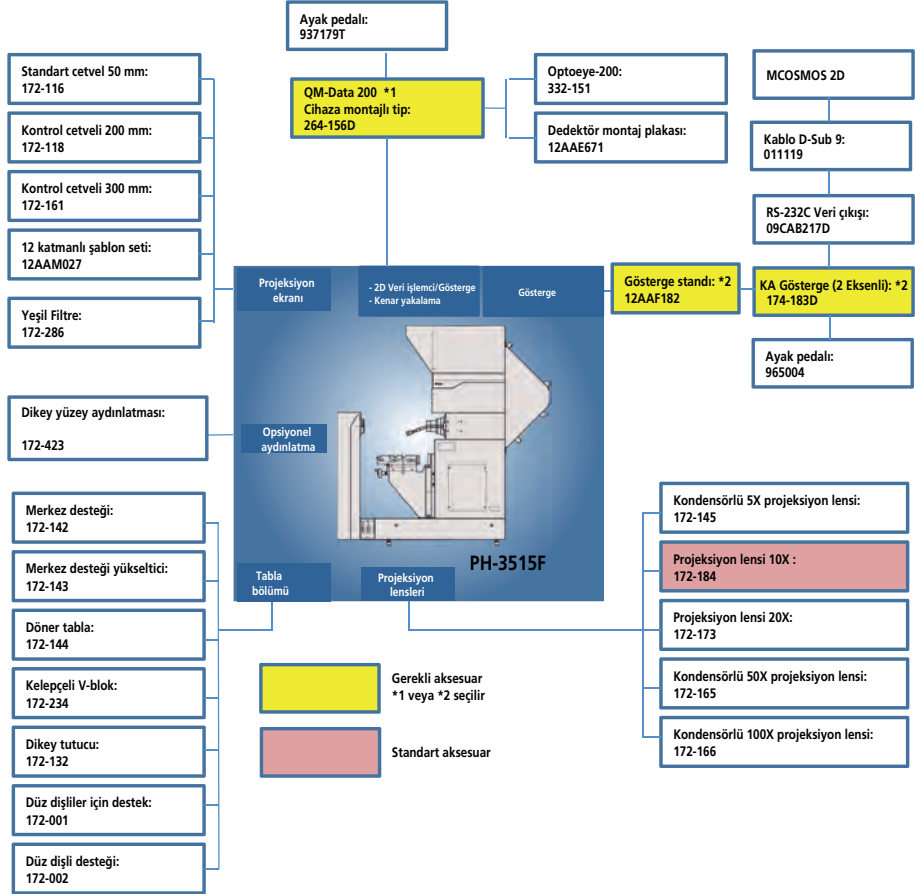 Ayak pedalı:
937179T
Standart cetvel 50 mm:
172-116
Kontrol cetveli 200 mm:
172-118
Kontrol cetveli 300 mm:
172-161
12 katmanlı şablon seti:
12AAM027
Yeşil Filtre:
172-286
QM-Data 200 *1
Cihaza montajlı tip:
264-156D
Optoeye-200:
332-151
Dedektör montaj plakası:
12AAE671
MCOSMOS 2D
Kablo D-Sub 9:
011119
RS-232C Veri çıkışı:
09CAB217D
Projeksiyon
ekranı
- 2D Veri işlemci/Gösterge
- Kenar yakalama
Gösterge
Gösterge standı: *2
12AAF182
KA Gösterge (2 Eksenli): *2
174-183D
Ayak pedalı:
965004
Dikey yüzey aydınlatması:
172-423
Opsiyonel
aydınlatma
PH-3515F
Tabla
bölümü
Projeksiyon
lensleri
Merkez desteği:
172-142
Merkez desteği yükseltici:
172-143
Döner tabla:
172-144
Kelepçeli V-blok:
172-234
Dikey tutucu:
172-132
Düz dişliler için destek:
172-001
Düz dişli desteği:
172-002
Kondensörlü 5X projeksiyon lensi:
172-145
Projeksiyon lensi 10X :
172-184
Projeksiyon lensi 20X:
172-173
Kondensörlü 50X projeksiyon lensi:
172-165
Kondensörlü 100X projeksiyon lensi:
172-166
Gerekli aksesuar
*1 veya *2 seçilir
Standart aksesuar